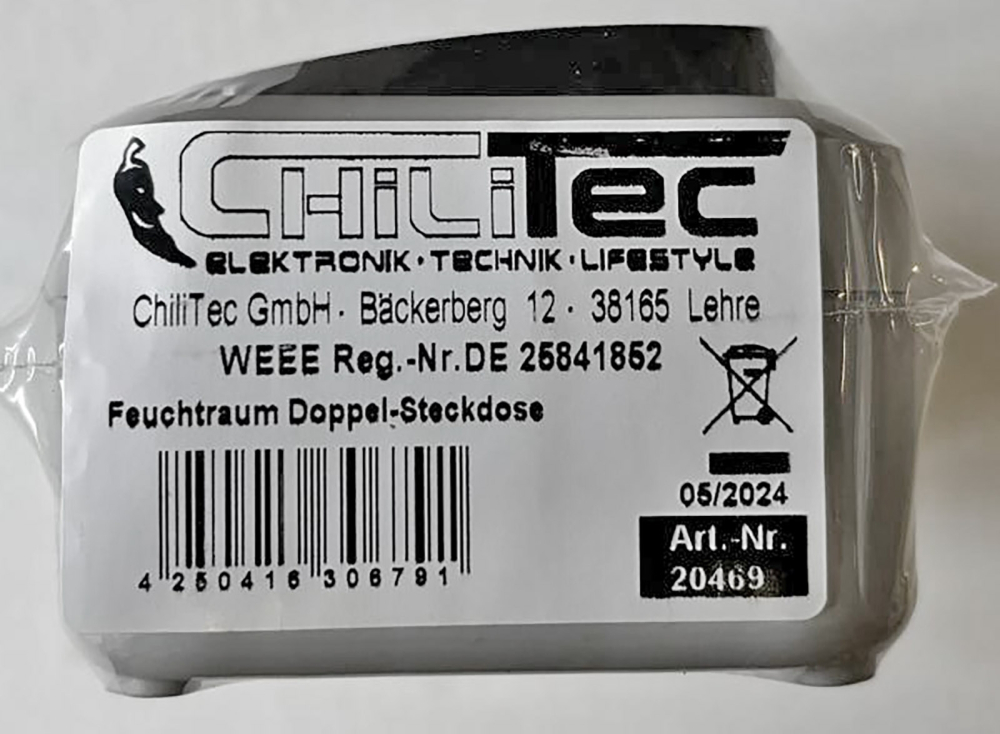 CHiLiTec
ELEKTRONIK · TECHNIK · LIFESTYLE
ChiliTec GmbH · Bäckerberg 12 · 38165 Lehre
WEEE Reg.-Nr.DE 25841852
Feuchtraum Doppel-Steckdose
05/2024
Art.-Nr.
20469
4 250416 306791